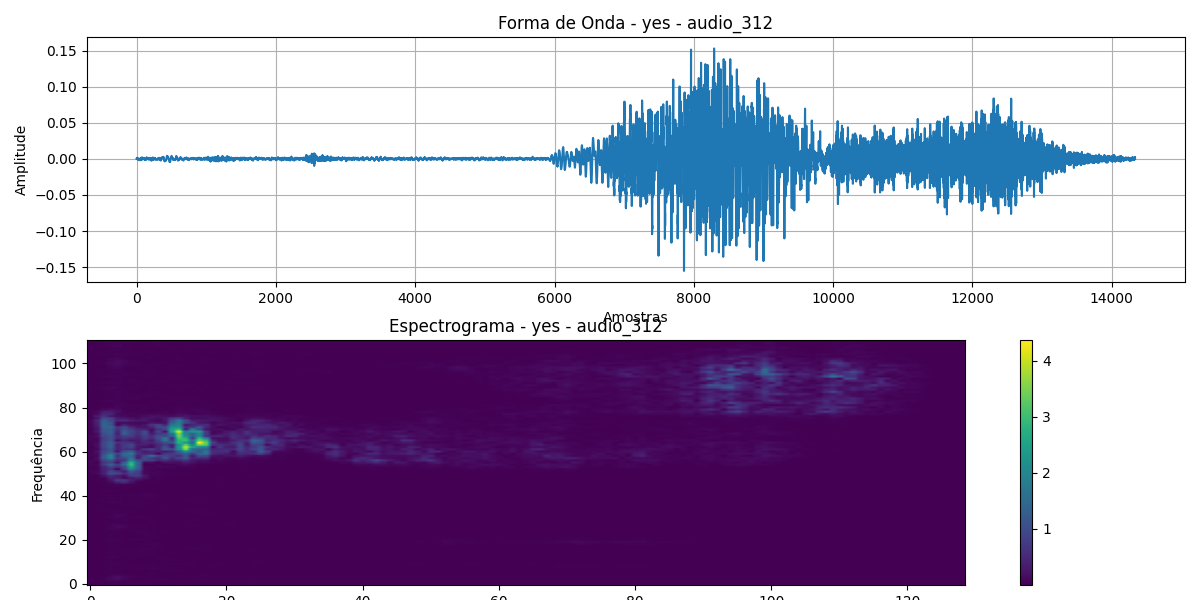 Forma de Onda - yes - audio_312
0.15
0.10
0.05
0.00
−0.05
−0.10
−0.15
Amplitude
0 2000 4000 6000 8000 10000 12000 14000
Amostras
Espectrograma - yes - audio_312
100
80
60
40
20
0
Frequência
0 20 40 60 80 100 120
4
3
2
1